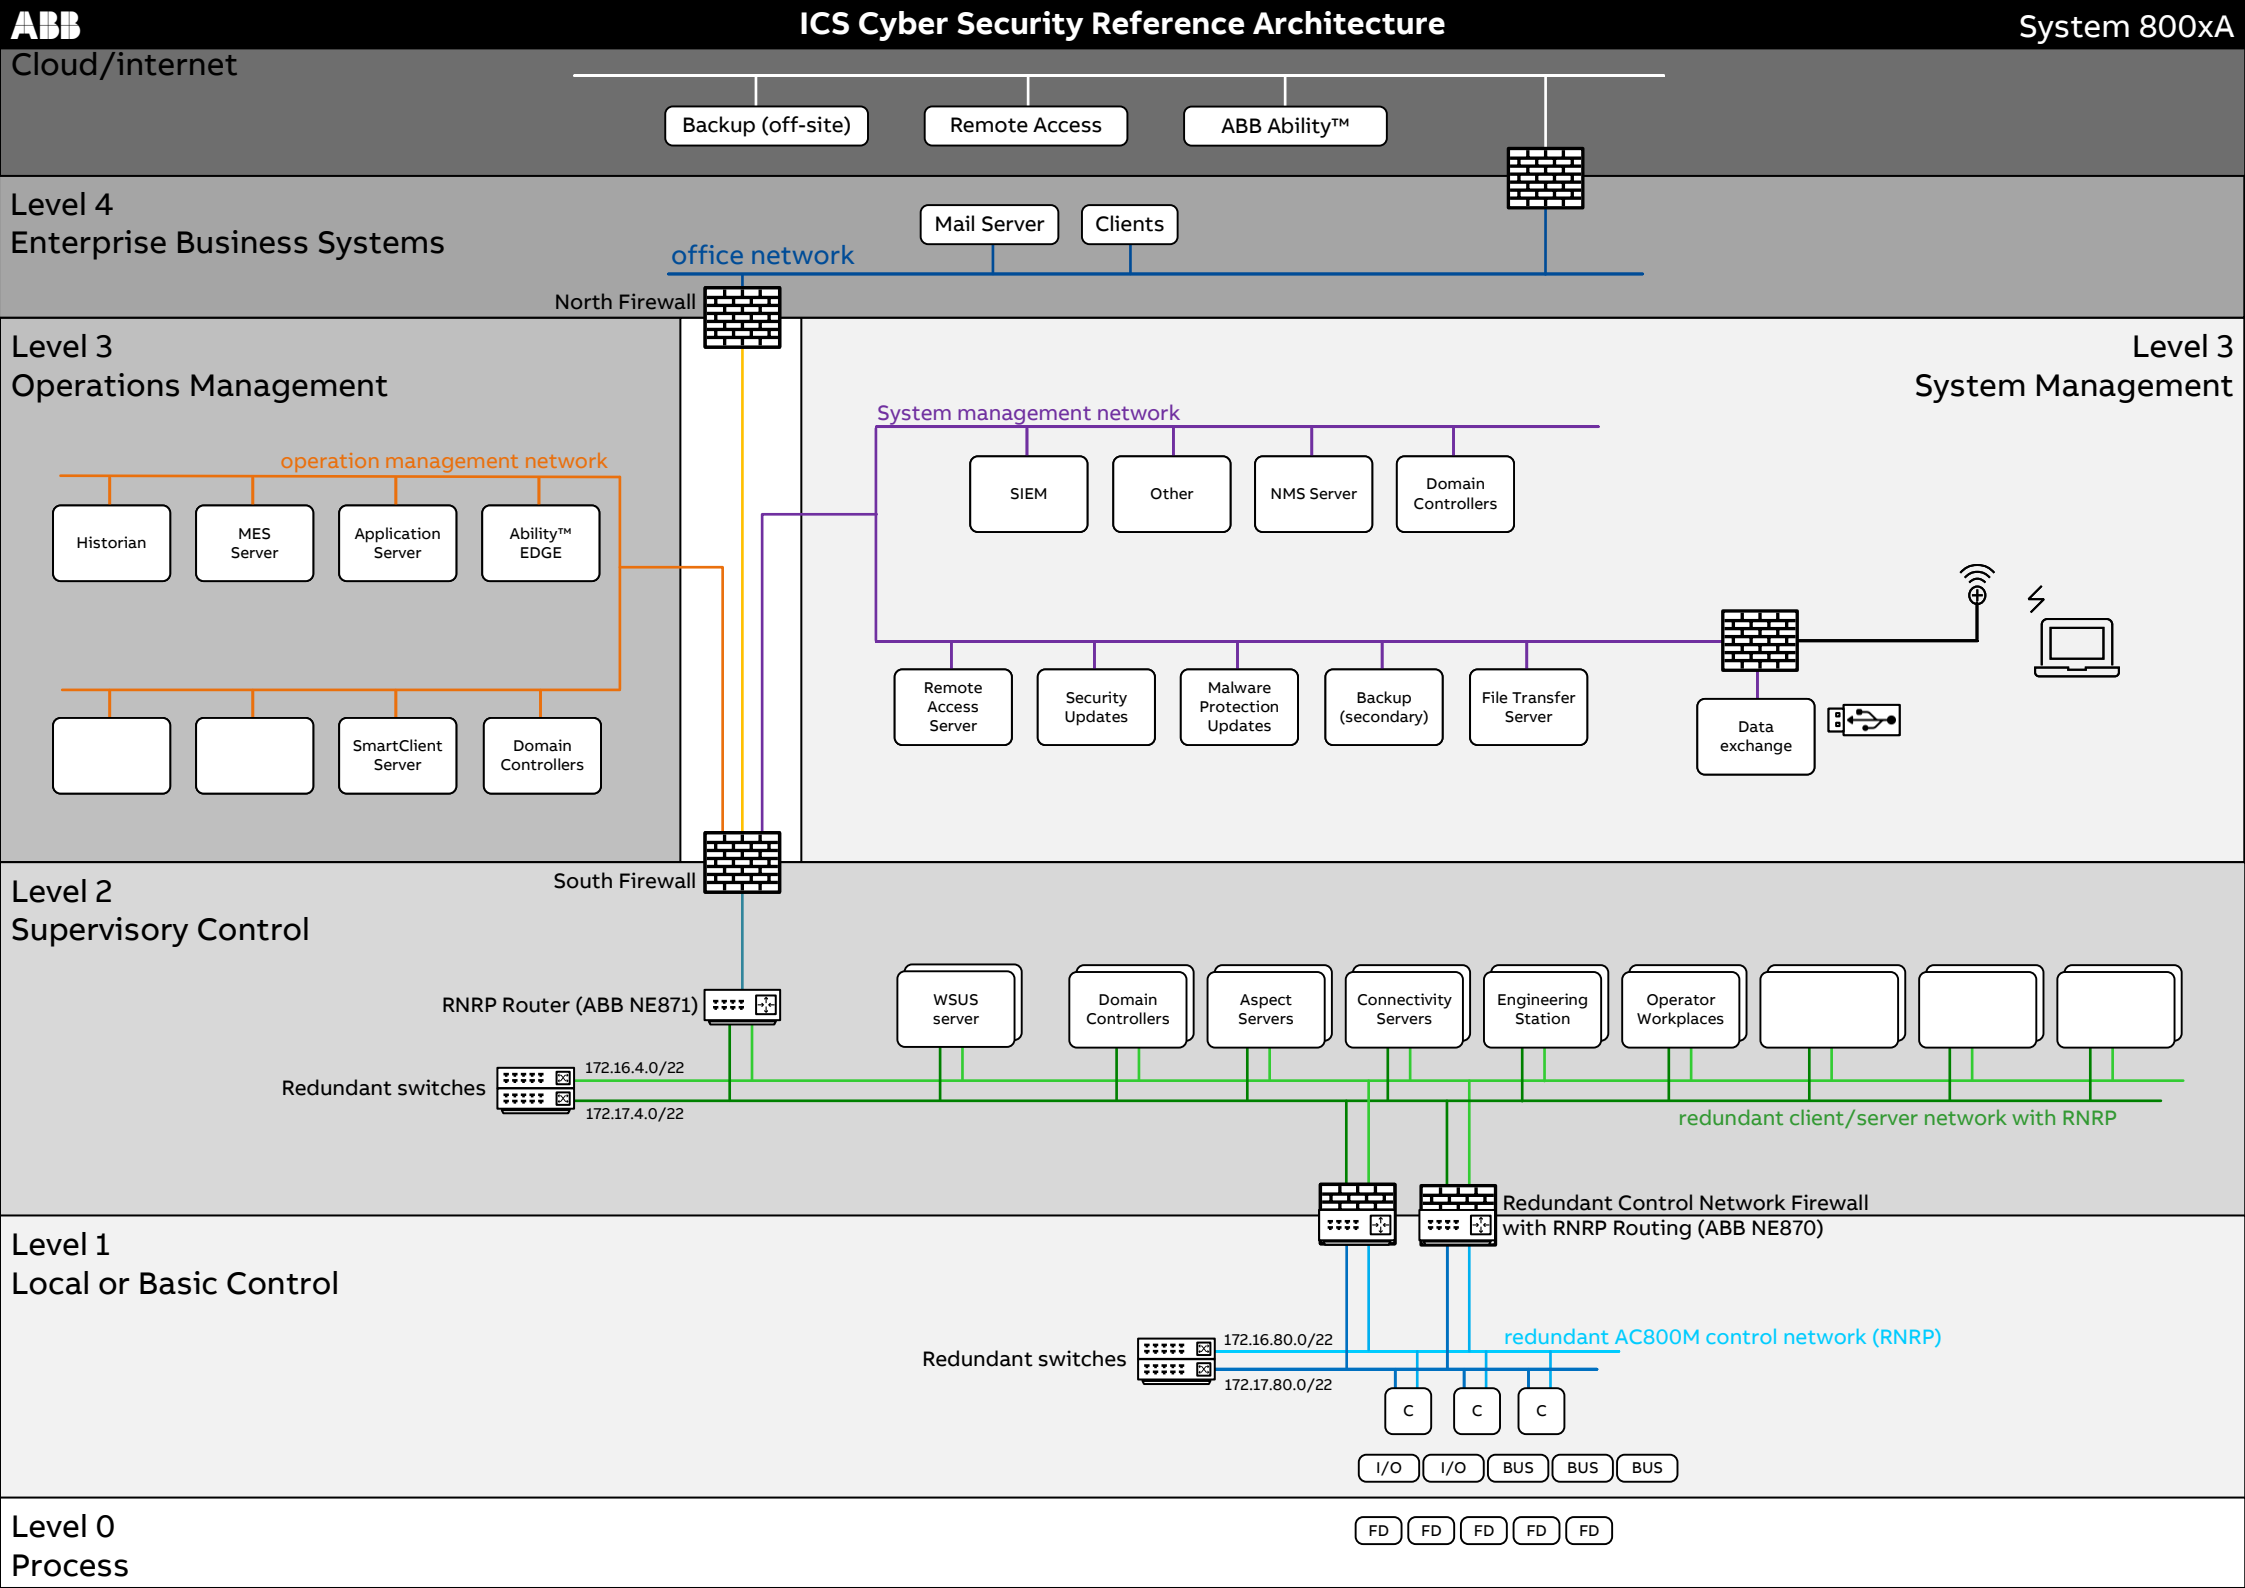 ABB
ICS Cyber Security Reference Architecture
System 800xA
Cloud/internet
Backup (off-site)
Remote Access
ABB Ability™
Level 4
Enterprise Business Systems
Mail Server
Clients
office network
North Firewall
Level 3
Operations Management
Level 3
System Management
System management network
operation management network
SIEM
Other
NMS Server
Domain
Controllers
Historian
MES
Server
Application
Server
Ability™
EDGE
Remote
Access
Server
Security
Updates
Malware
Protection
Updates
Backup
(secondary)
File Transfer
Server
Data
exchange
SmartClient
Server
Domain
Controllers
South Firewall
Level 2
Supervisory Control
RNRP Router (ABB NE871)
WSUS
server
Domain
Controllers
Aspect
Servers
Connectivity
Servers
Engineering
Station
Operator
Workplaces
172.16.4.0/22
Redundant switches
172.17.4.0/22
redundant client/server network with RNRP
Redundant Control Network Firewall
with RNRP Routing (ABB NE870)
Level 1
Local or Basic Control
172.16.80.0/22
redundant AC800M control network (RNRP)
Redundant switches
172.17.80.0/22
C
C
C
I/O
I/O
BUS
BUS
BUS
Level 0
Process
FD
FD
FD
FD
FD